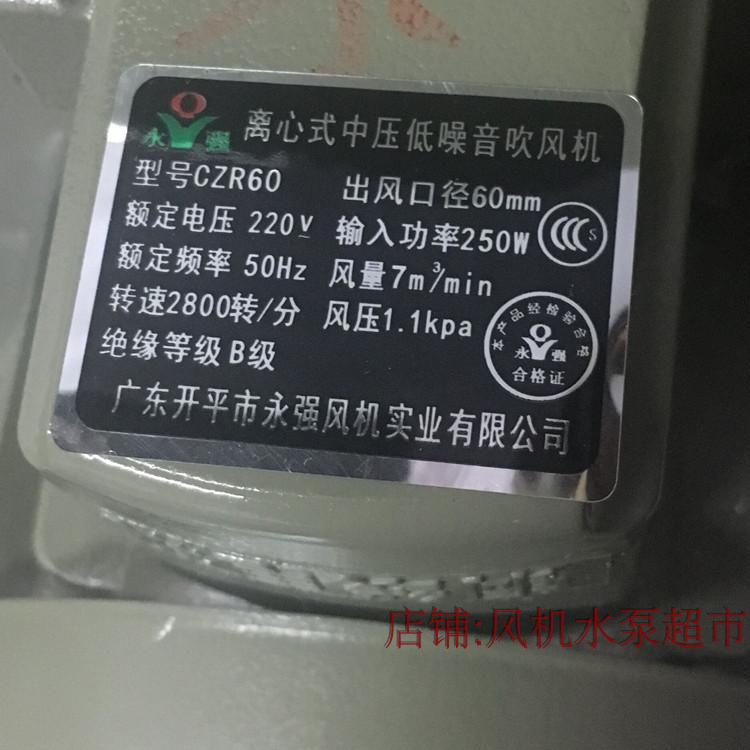 永 强
离心式中压低噪音吹风机
型号CZR60
出风口径60mm
额定电压 220V
输入功率250W
额定频率 50Hz
风量7m³/min
转速2800转/分
风压1.1kpa
绝缘等级 B级
CCC S
本产品经检验合格
永 强
合格证
广东开平市永强风机实业有限公司
店铺:风机水泵超市